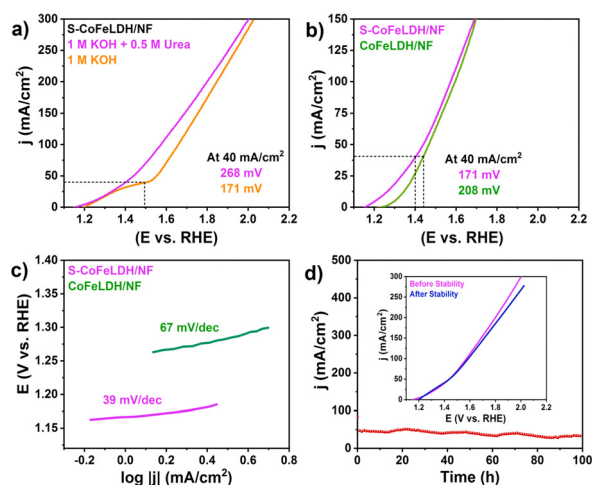 a)
S-CoFeLDH/NF
1 M KOH + 0.5 M Urea
1 M KOH
At 40 mA/cm²
268 mV
171 mV
j (mA/cm²)
300
250
200
150
100
50
0
1.2 1.4 1.6 1.8 2.0 2.2
(E vs. RHE)
b)
S-CoFeLDH/NF
CoFeLDH/NF
At 40 mA/cm²
171 mV
208 mV
j (mA/cm²)
150
125
100
75
50
25
0
1.2 1.4 1.6 1.8 2.0 2.2
(E vs. RHE)
c)
S-CoFeLDH/NF
CoFeLDH/NF
67 mV/dec
39 mV/dec
E (V vs. RHE)
1.40
1.35
1.30
1.25
1.20
1.15
-0.2 0.0 0.2 0.4 0.6 0.8
log |j| (mA/cm²)
d)
j (mA/cm²)
500
400
300
200
100
0
0 20 40 60 80 100
Time (h)
Before Stability
After Stability
j (mA/cm²)
300
250
200
150
100
50
0
1.2 1.4 1.6 1.8 2.0 2.2
E (V vs. RHE)